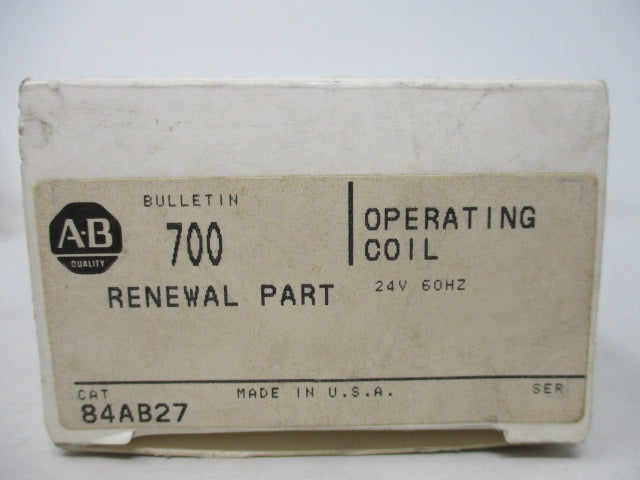 A-B
QUALITY
BULLETIN
700
RENEWAL PART
OPERATING
COIL
24V 60HZ
CAT
84AB27
MADE IN U.S.A.
SER